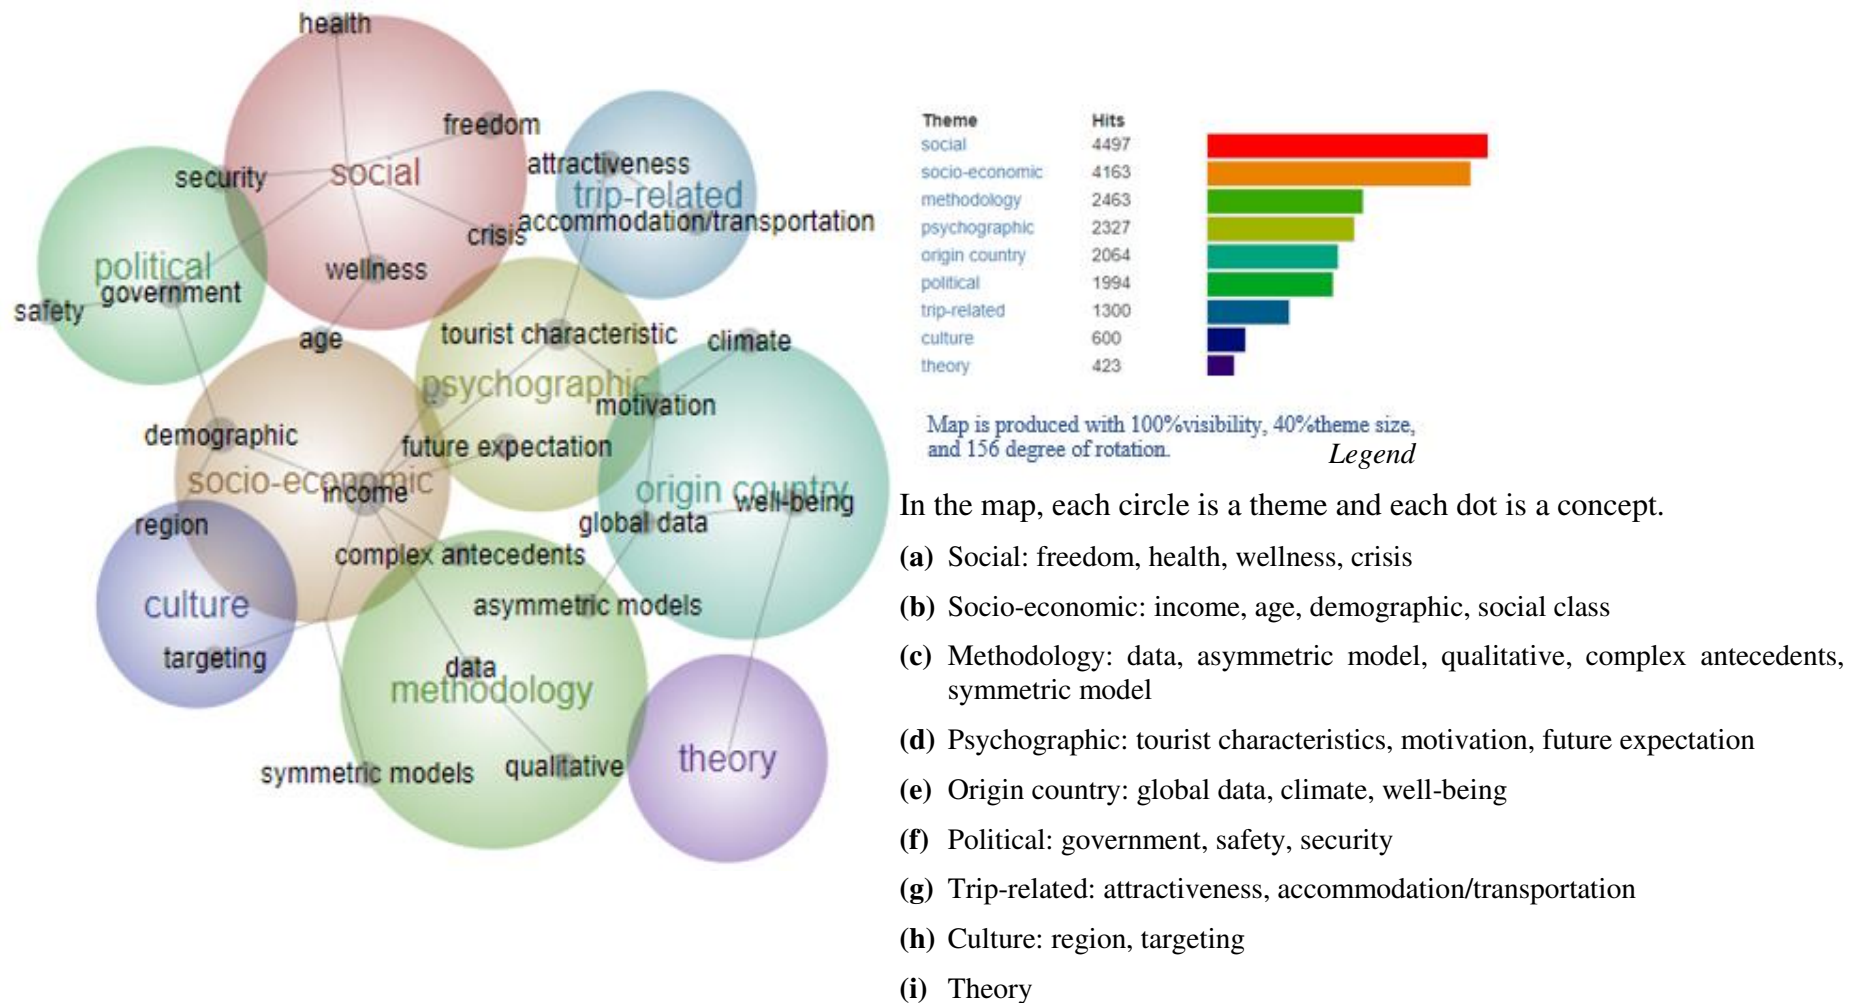 health
freedom
attractiveness
security
social
trip-related
accommodation/transportation
crisis
political
wellness
government
safety
age
tourist characteristic
climate
psychographic
motivation
demographic
future expectation
socio-economic
income
origin country
well-being
region
global data
complex antecedents
culture
asymmetric models
targeting
data
methodology
symmetric models
qualitative
theory
Theme Hits
social 4497
socio-economic 4163
methodology 2463
psychographic 2327
origin country 2064
political 1994
trip-related 1300
culture 600
theory 423
Map is produced with 100%visibility, 40%theme size,
and 156 degree of rotation.
Legend
In the map, each circle is a theme and each dot is a concept.
(a) Social: freedom, health, wellness, crisis
(b) Socio-economic: income, age, demographic, social class
(c) Methodology: data, asymmetric model, qualitative, complex antecedents,
symmetric model
(d) Psychographic: tourist characteristics, motivation, future expectation
(e) Origin country: global data, climate, well-being
(f) Political: government, safety, security
(g) Trip-related: attractiveness, accommodation/transportation
(h) Culture: region, targeting
(i) Theory